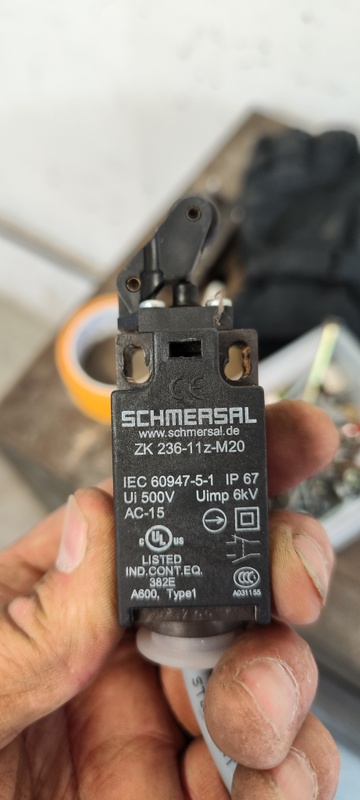 CE
SCHMERSAL
www.schmersal.de
ZK 236-11z-M20
IEC 60947-5-1 IP 67
Ui 500V Uimp 6kV
AC-15
c UL US
LISTED
IND.CONT.EQ.
382E
A600, Type1
CCC
A031155